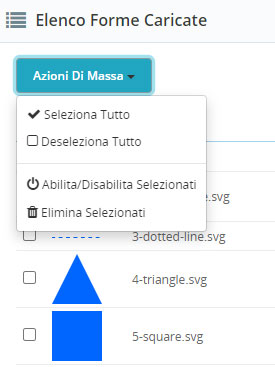 Elenco Forme Caricate
Azioni Di Massa
Seleziona Tutto
Deseleziona Tutto
Abilita/Disabilita Selezionati
Elimina Selezionati
e.svg
3-dotted-line.svg
4-triangle.svg
5-square.svg